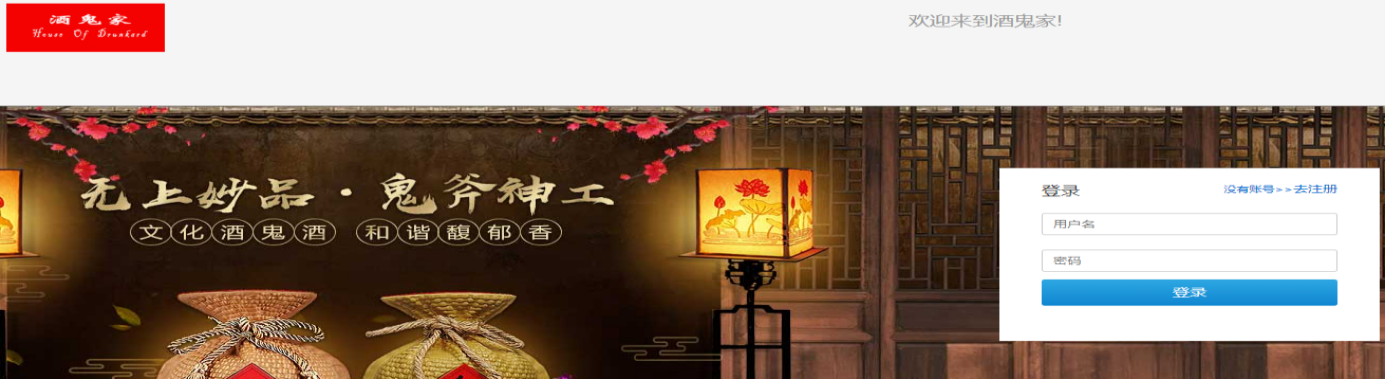 酒鬼家
House Of Drunkard
欢迎来到酒鬼家!
无上妙品·鬼斧神工
文化酒鬼酒 和谐馥郁香
登录
没有账号>>去注册
用户名
密码
登录